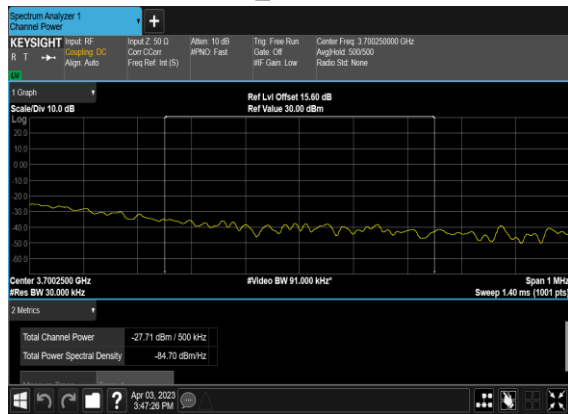 Spectrum Analyzer 1
Channel Power
+
KEYSIGHT
R T
LW
Input: RF
Coupling: DC
Align: Auto
Input Z: 50 Ω
Corr CCorr
Freq Ref: Int (S)
Atten: 10 dB
#PNO: Fast
Trig: Free Run
Gate: Off
#IF Gain: Low
Center Freq: 3.700250000 GHz
Avg|Hold: 500/500
Radio Std: None
1 Graph
Scale/Div 10.0 dB
Ref Lvl Offset 15.60 dB
Ref Value 30.00 dBm
Log
20.0
10.0
0.00
-10.0
-20.0
-30.0
-40.0
-50.0
-60.0
Center 3.7002500 GHz
#Res BW 30.000 kHz
#Video BW 91.000 kHz*
Span 1 MHz
Sweep 1.40 ms (1001 pts)
2 Metrics
Total Channel Power -27.71 dBm / 500 kHz
Total Power Spectral Density -84.70 dBm/Hz
?
Apr 03, 2023
3:47:26 PM